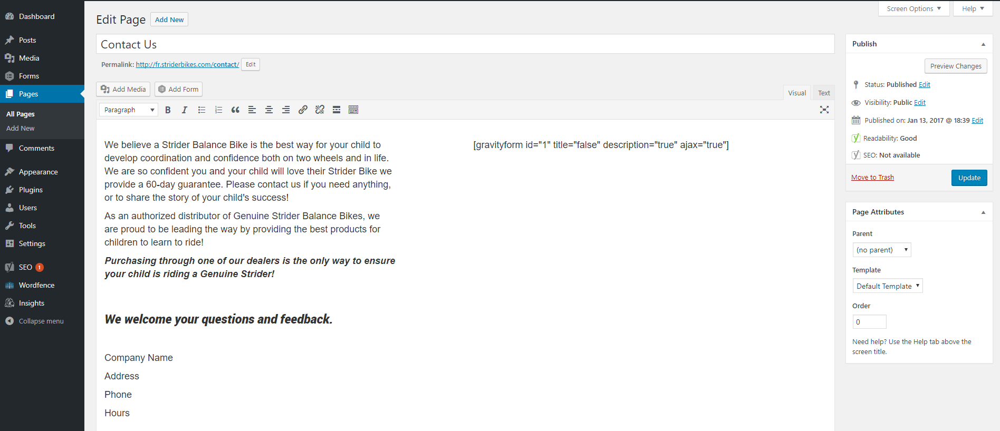 Dashboard
Posts
Media
Forms
Pages
All Pages
Add New
Comments
Appearance
Plugins
Users
Tools
Settings
SEO 1
Wordfence
Insights
Collapse menu
Screen Options
Help
Edit Page Add New
Contact Us
Permalink: http://fr.striderbikes.com/contact/ Edit
Add Media Add Form
Visual Text
Paragraph
We believe a Strider Balance Bike is the best way for your child to
develop coordination and confidence both on two wheels and in life.
We are so confident you and your child will love their Strider Bike we
provide a 60-day guarantee. Please contact us if you need anything,
or to share the story of your child's success!
As an authorized distributor of Genuine Strider Balance Bikes, we
are proud to be leading the way by providing the best products for
children to learn to ride!
Purchasing through one of our dealers is the only way to ensure
your child is riding a Genuine Strider!
We welcome your questions and feedback.
Company Name
Address
Phone
Hours
[gravityform id="1" title="false" description="true" ajax="true"]
Publish
Preview Changes
Status: Published Edit
Visibility: Public Edit
Published on: Jan 13, 2017 @ 18:39 Edit
Readability: Good
SEO: Not available
Move to Trash Update
Page Attributes
Parent
(no parent)
Template
Default Template
Order
0
Need help? Use the Help tab above the
screen title.